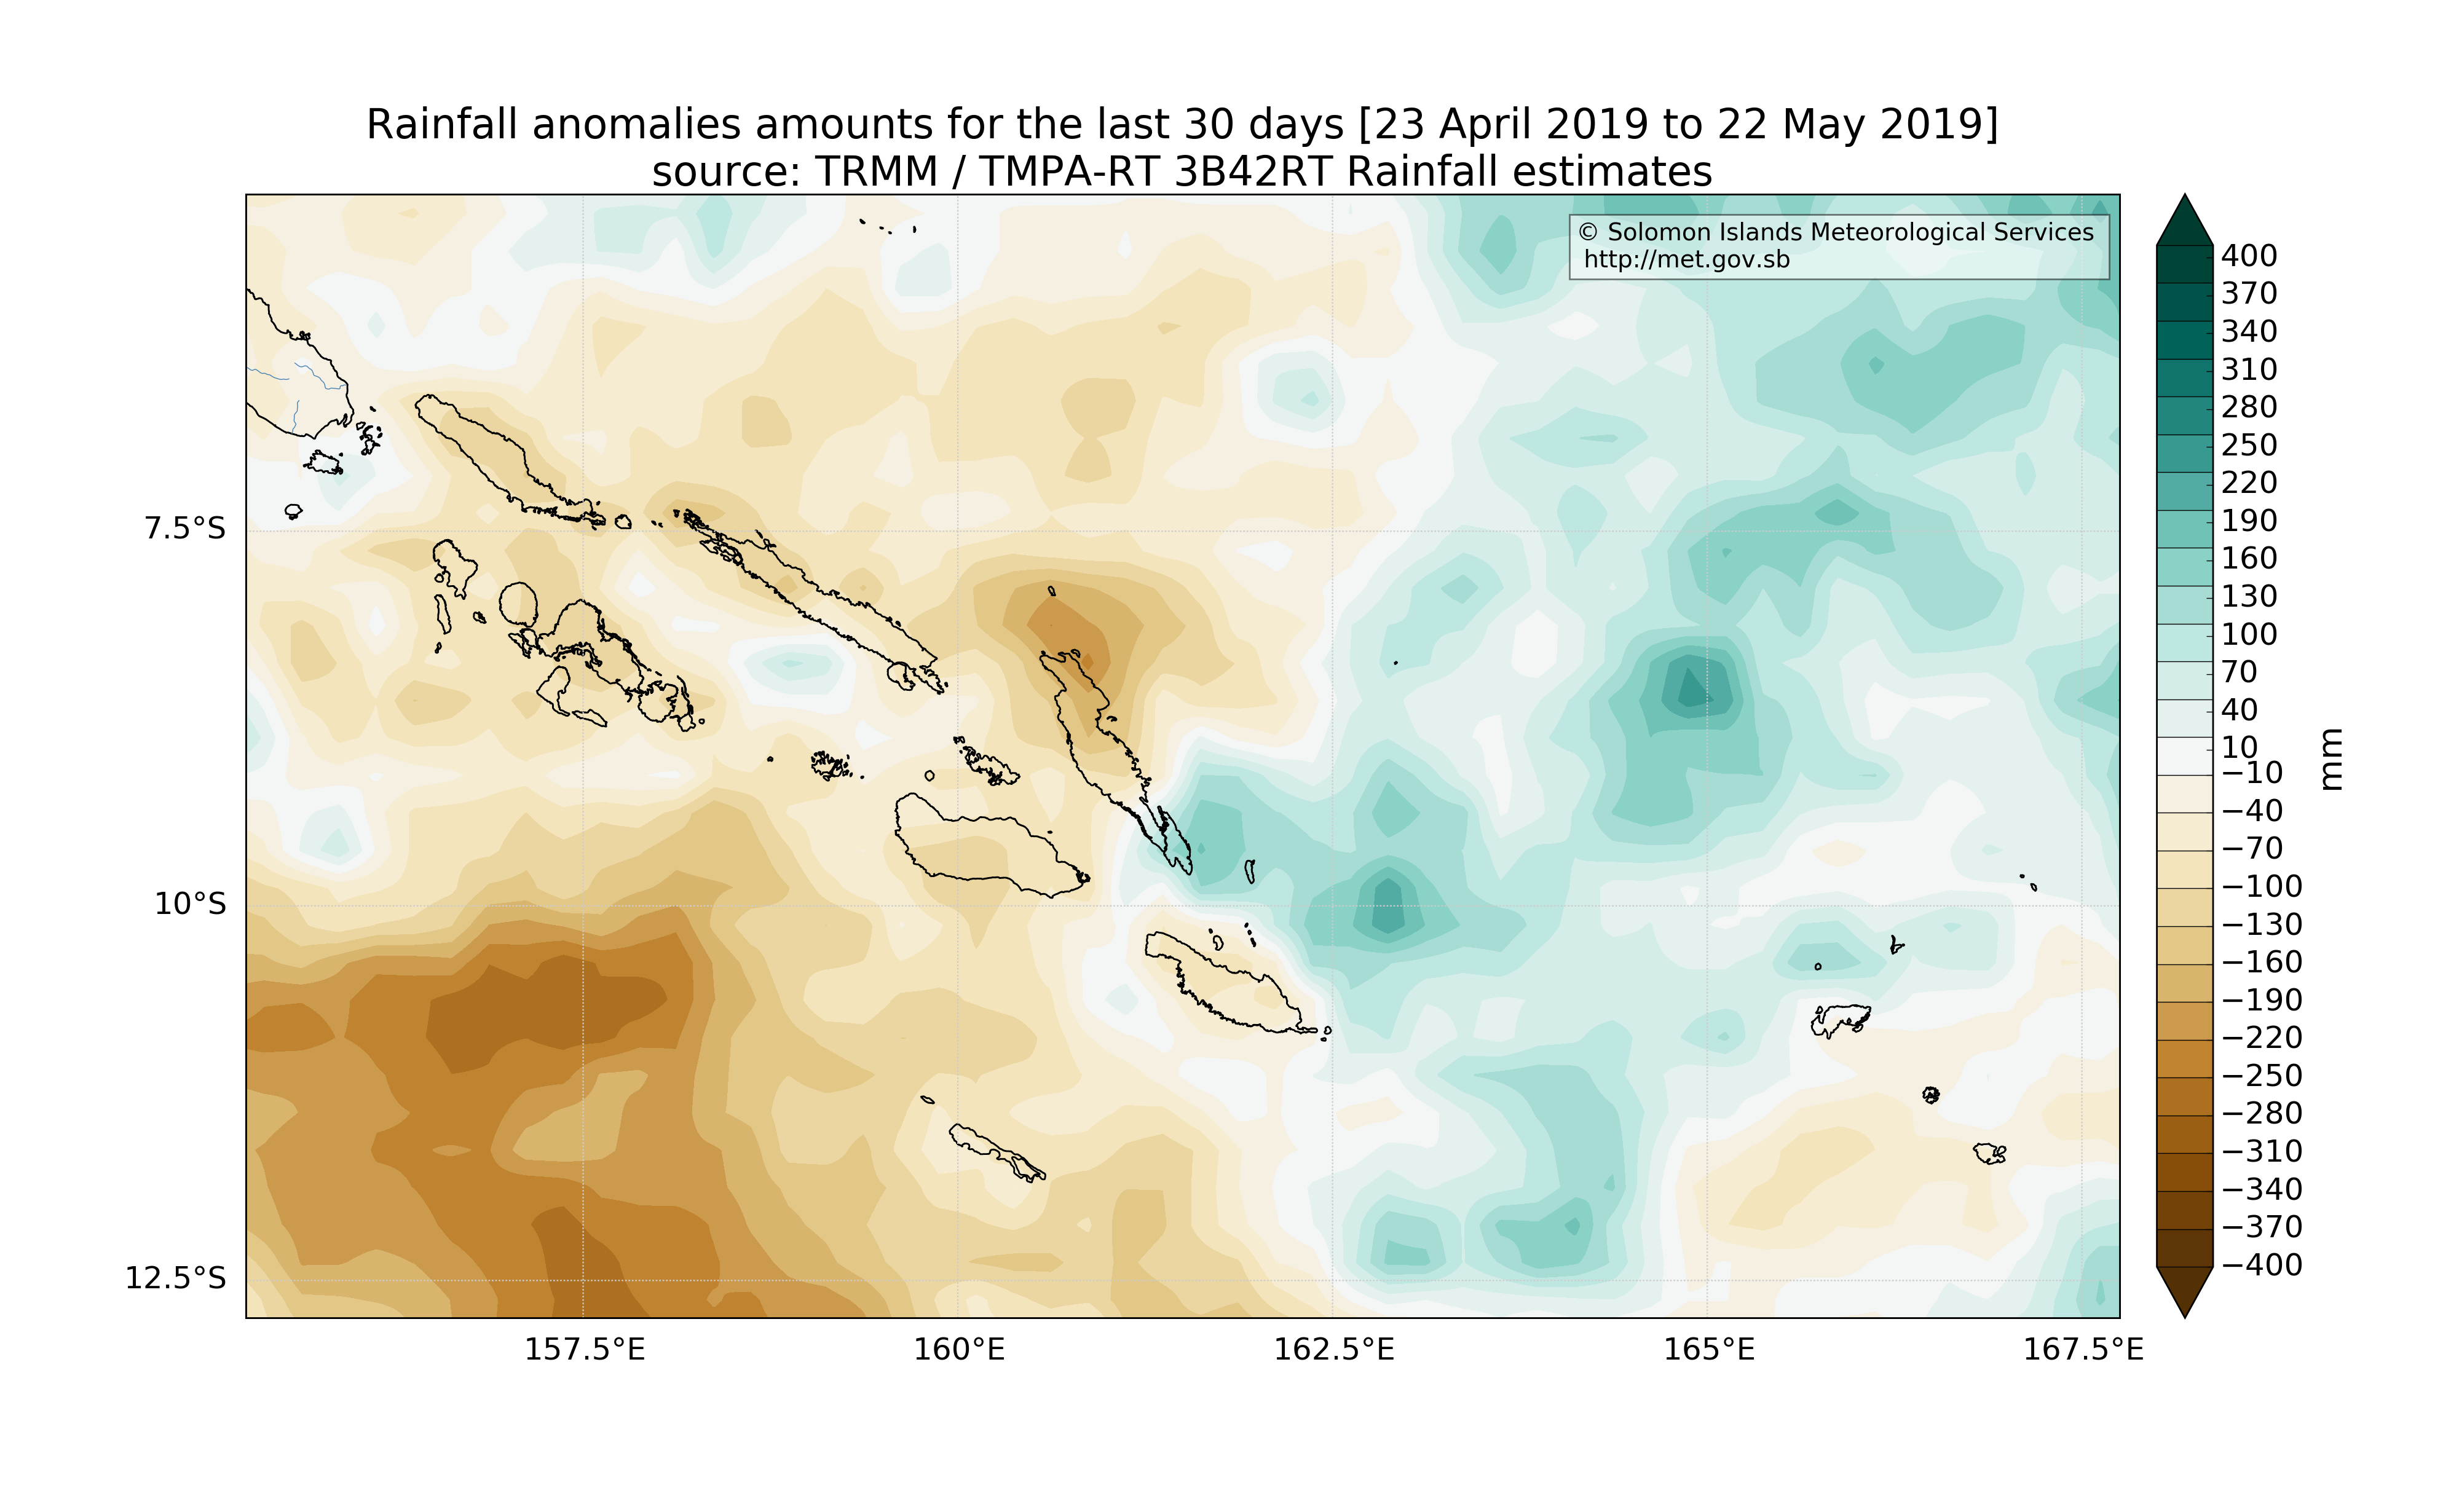 Rainfall anomalies amounts for the last 30 days [23 April 2019 to 22 May 2019]
source: TRMM / TMPA-RT 3B42RT Rainfall estimates
© Solomon Islands Meteorological Services
http://met.gov.sb
7.5°S
10°S
12.5°S
157.5°E
160°E
162.5°E
165°E
167.5°E
400
370
340
310
280
250
220
190
160
130
100
70
40
10
−10
−40
−70
−100
−130
−160
−190
−220
−250
−280
−310
−340
−370
−400
mm